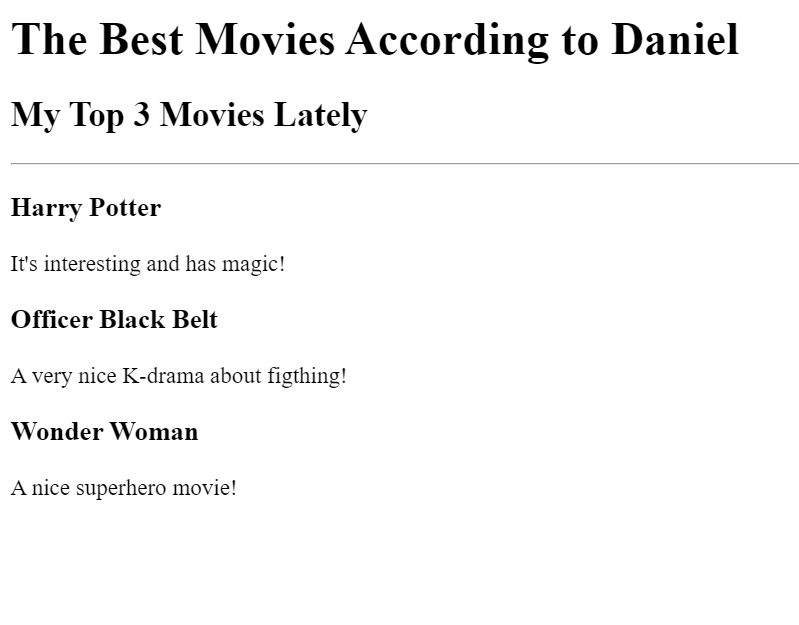 The Best Movies According to Daniel
My Top 3 Movies Lately
Harry Potter
It's interesting and has magic!
Officer Black Belt
A very nice K-drama about figthing!
Wonder Woman
A nice superhero movie!